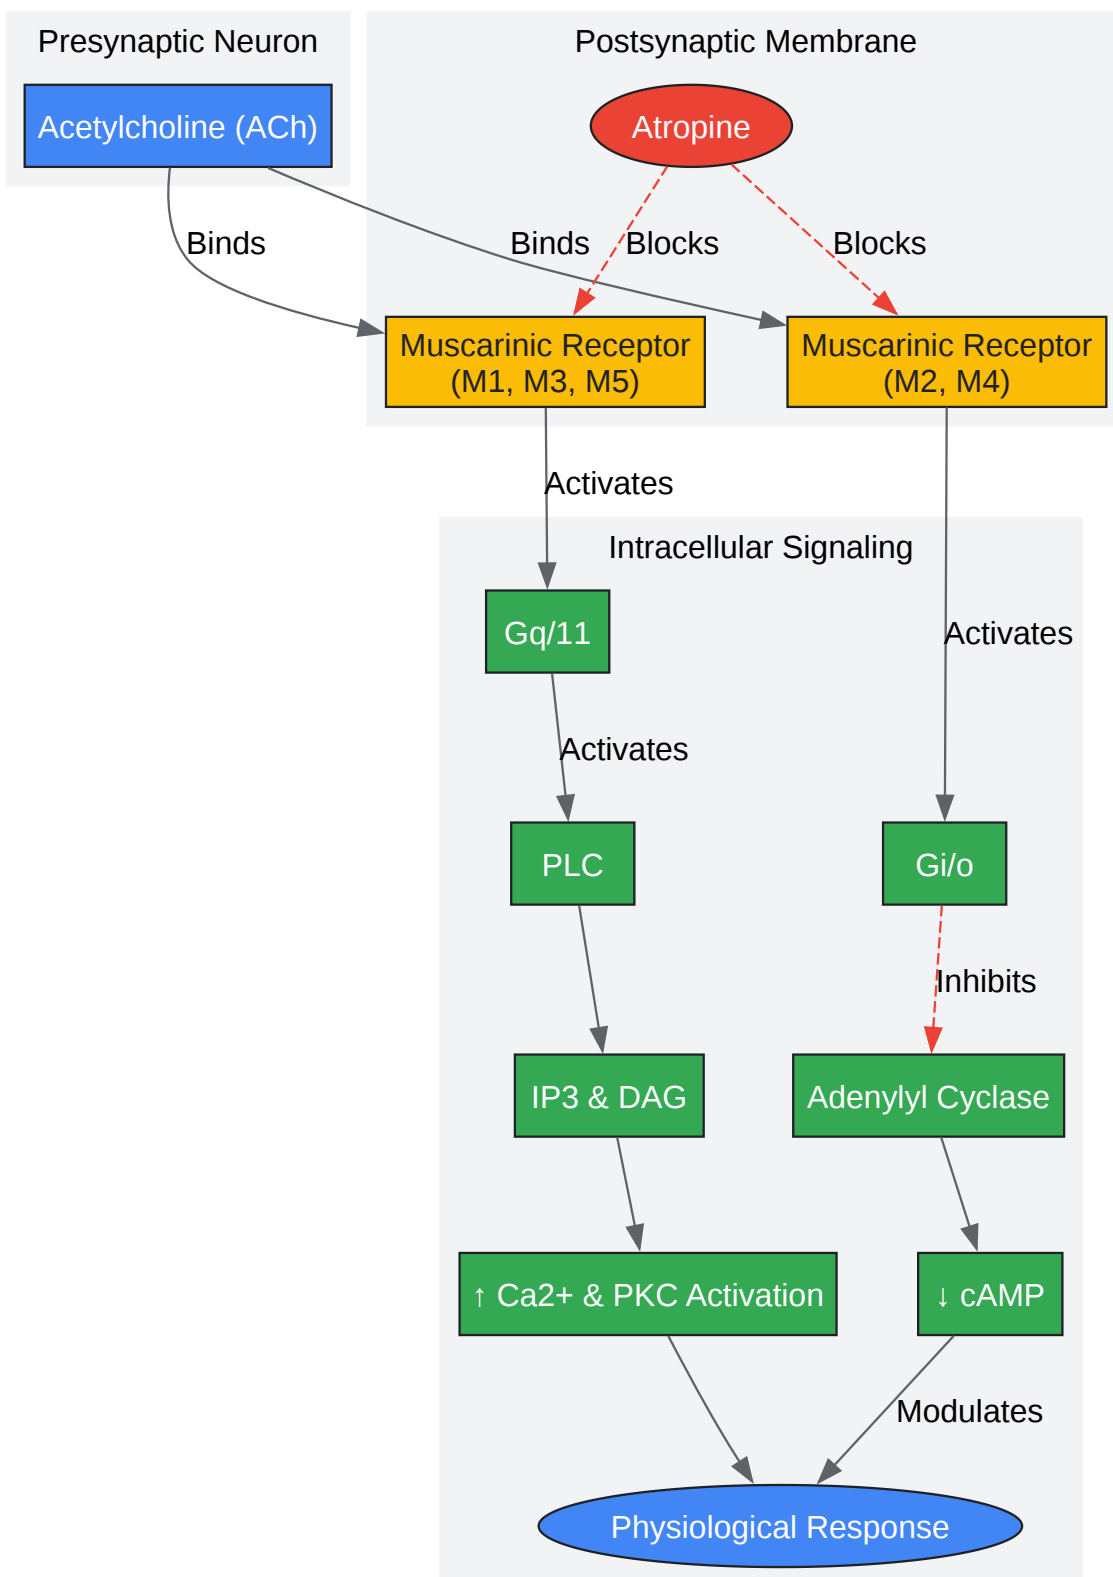 Presynaptic Neuron
Postsynaptic Membrane
Acetylcholine (ACh)
Atropine
Binds
Binds
Blocks
Blocks
Muscarinic Receptor
(M1, M3, M5)
Muscarinic Receptor
(M2, M4)
Activates
Intracellular Signaling
Gq/11
Activates
Activates
PLC
Gi/o
Inhibits
IP3 & DAG
Adenylyl Cyclase
↑ Ca2+ & PKC Activation
↓ cAMP
Modulates
Physiological Response